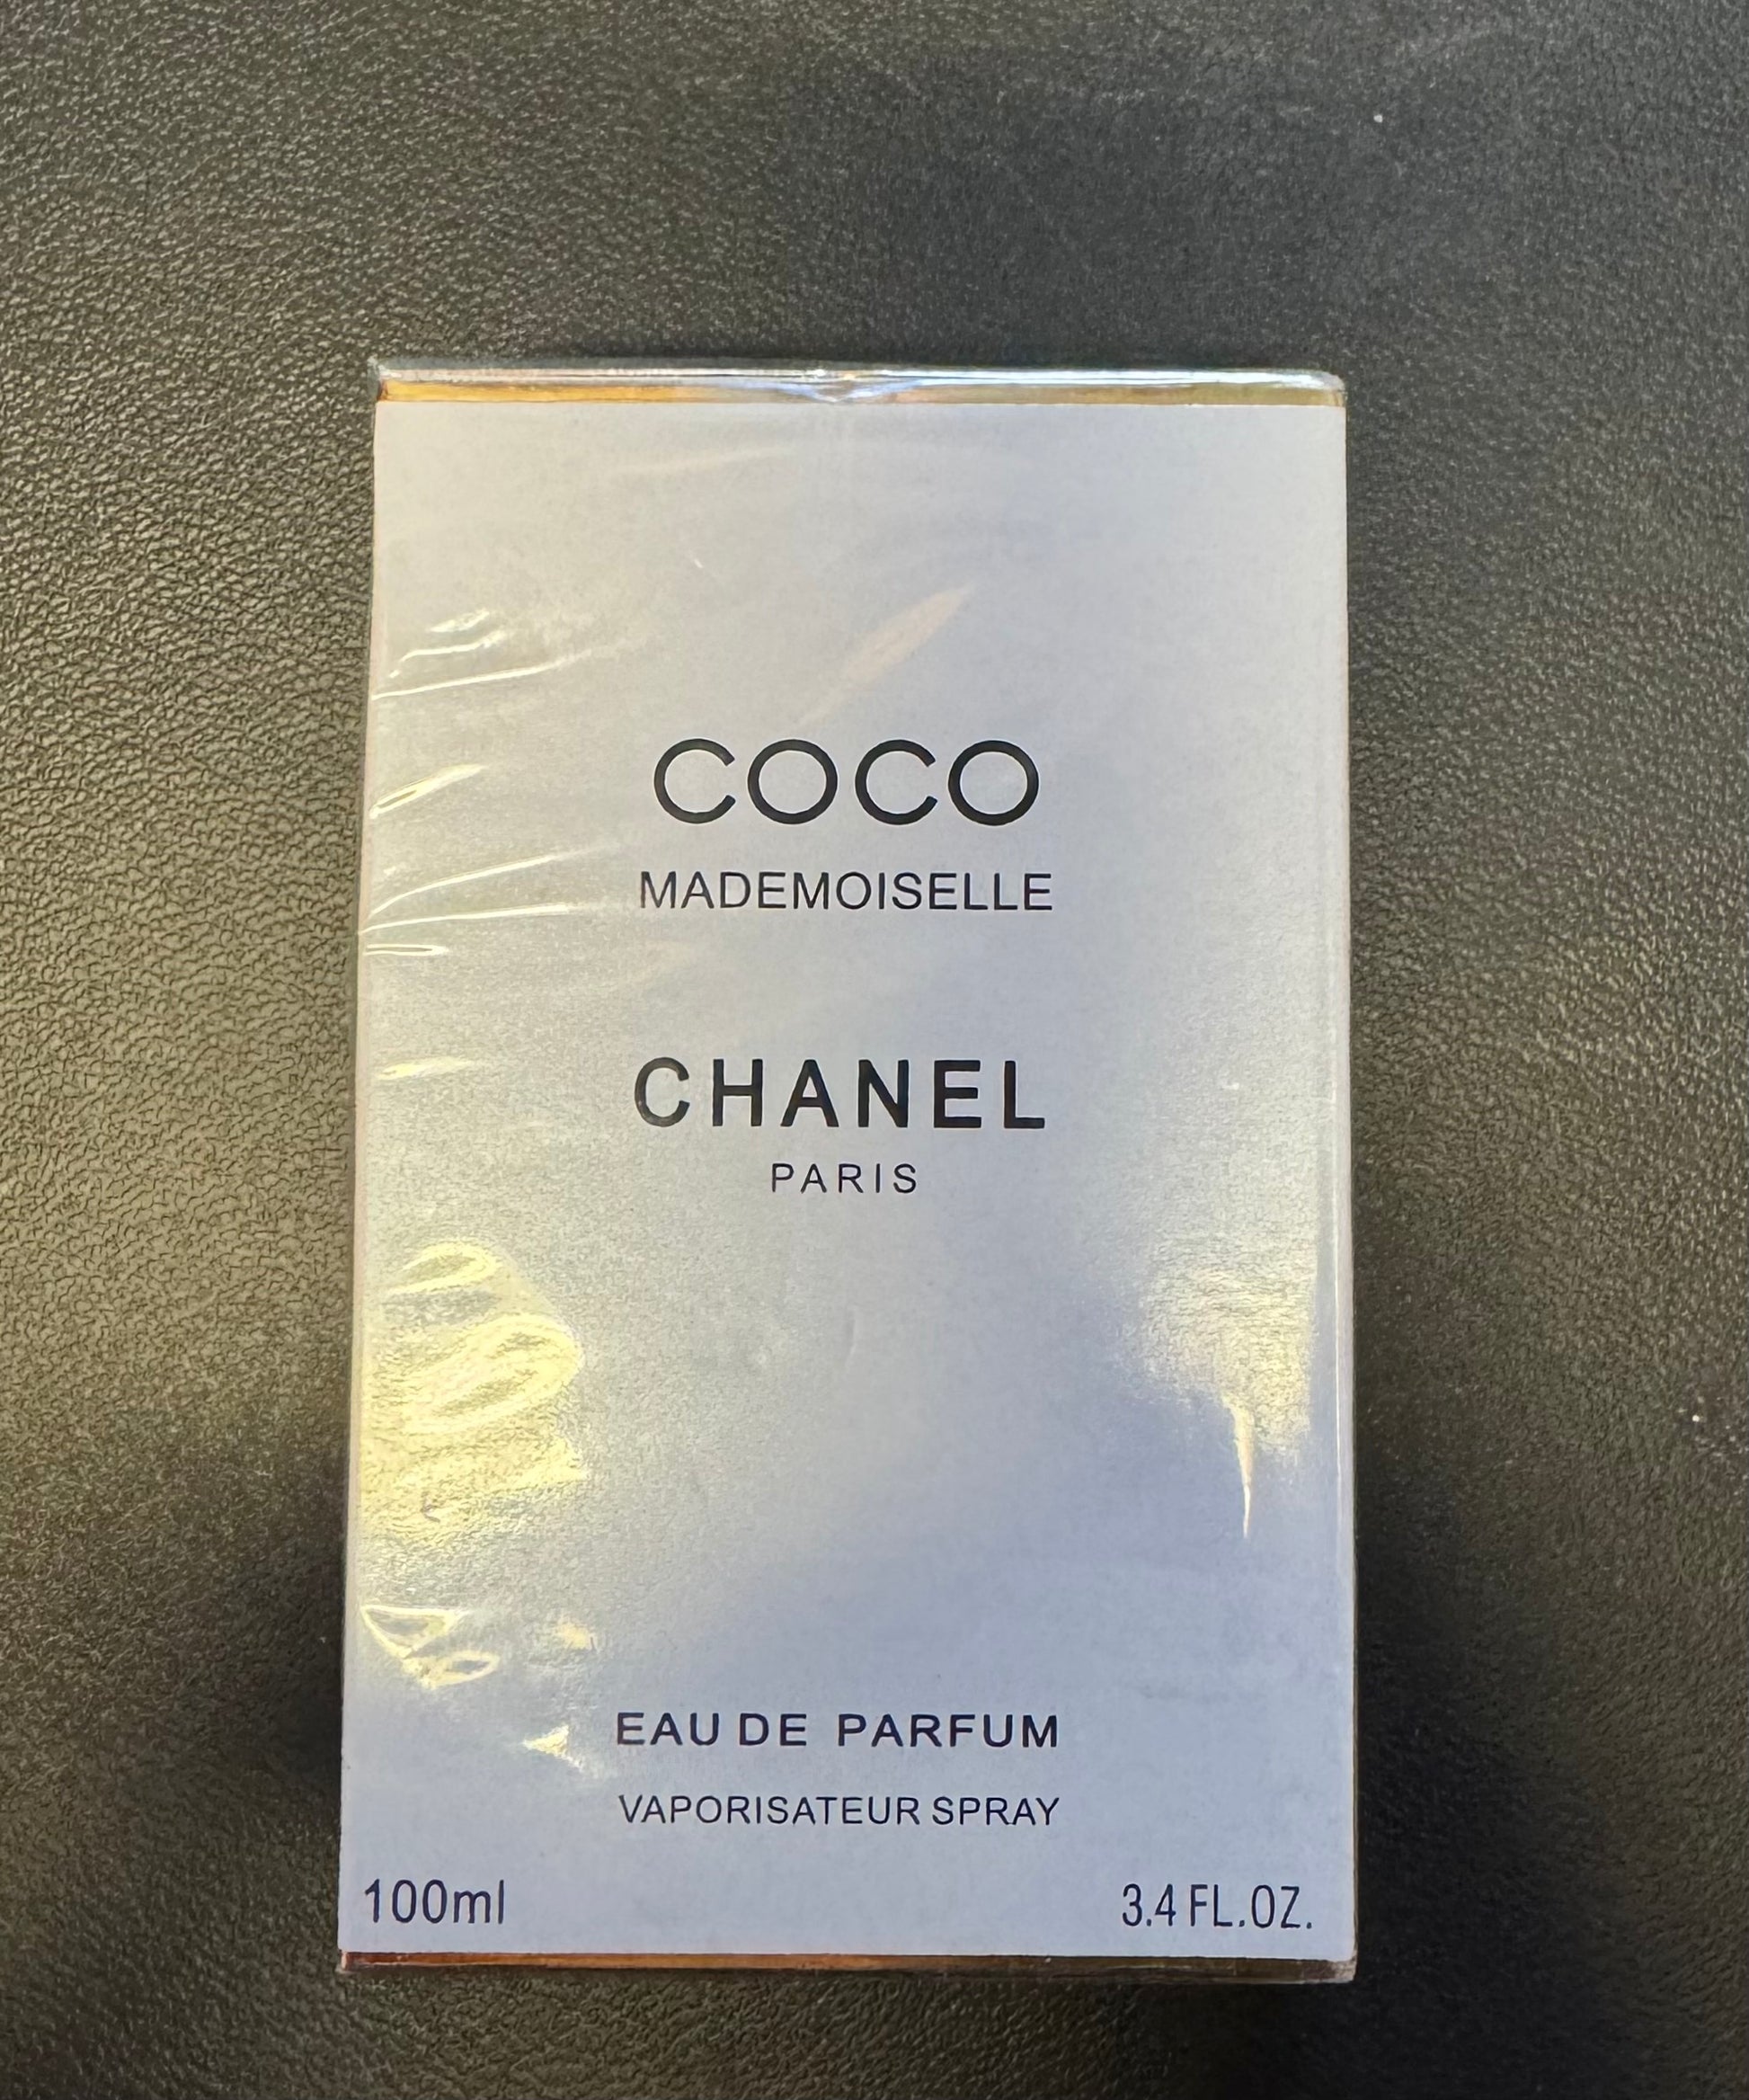 COCO
MADEMOISELLE
CHANEL
PARIS
EAU DE PARFUM
VAPORISATEUR SPRAY
100ml 3.4 FL.OZ.